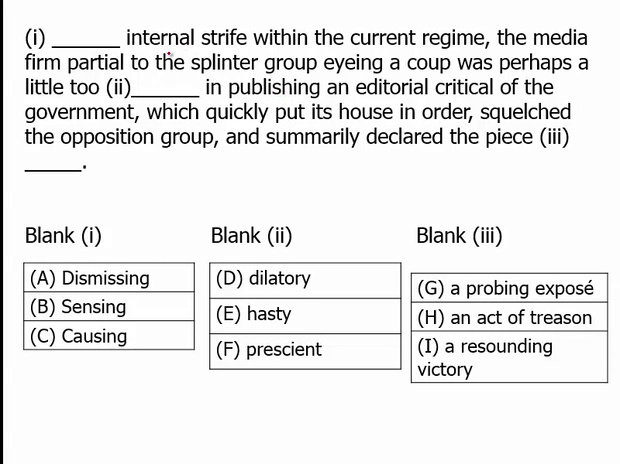 (i) ______ internal strife within the current regime, the media
firm partial to the splinter group eyeing a coup was perhaps a
little too (ii)______ in publishing an editorial critical of the
government, which quickly put its house in order, squelched
the opposition group, and summarily declared the piece (iii)
_____.
Blank (i) Blank (ii) Blank (iii)
(A) Dismissing
(B) Sensing
(C) Causing
(D) dilatory
(E) hasty
(F) prescient
(G) a probing exposé
(H) an act of treason
(I) a resounding
victory